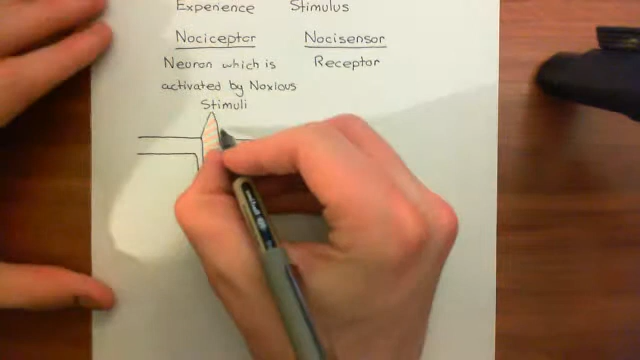 Experience Stimulus
Nociceptor Nocisensor
Neuron which is Receptor
activated by Noxious
Stimuli